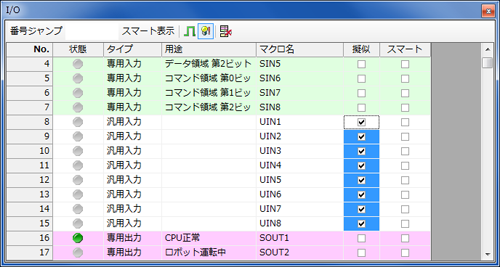 I/O
番号ジャンプ スマート表示
No. 状態 タイプ 用途 マクロ名 擬似 スマート
4 専用入力 データ領域 第2ビット SIN5
5 専用入力 コマンド領域 第0ビッ SIN6
6 専用入力 コマンド領域 第1ビッ SIN7
7 専用入力 コマンド領域 第2ビッ SIN8
8 汎用入力 UIN1
9 汎用入力 UIN2
10 汎用入力 UIN3
11 汎用入力 UIN4
12 汎用入力 UIN5
13 汎用入力 UIN6
14 汎用入力 UIN7
15 汎用入力 UIN8
16 専用出力 CPU正常 SOUT1
17 専用出力 ロボット運転中 SOUT2